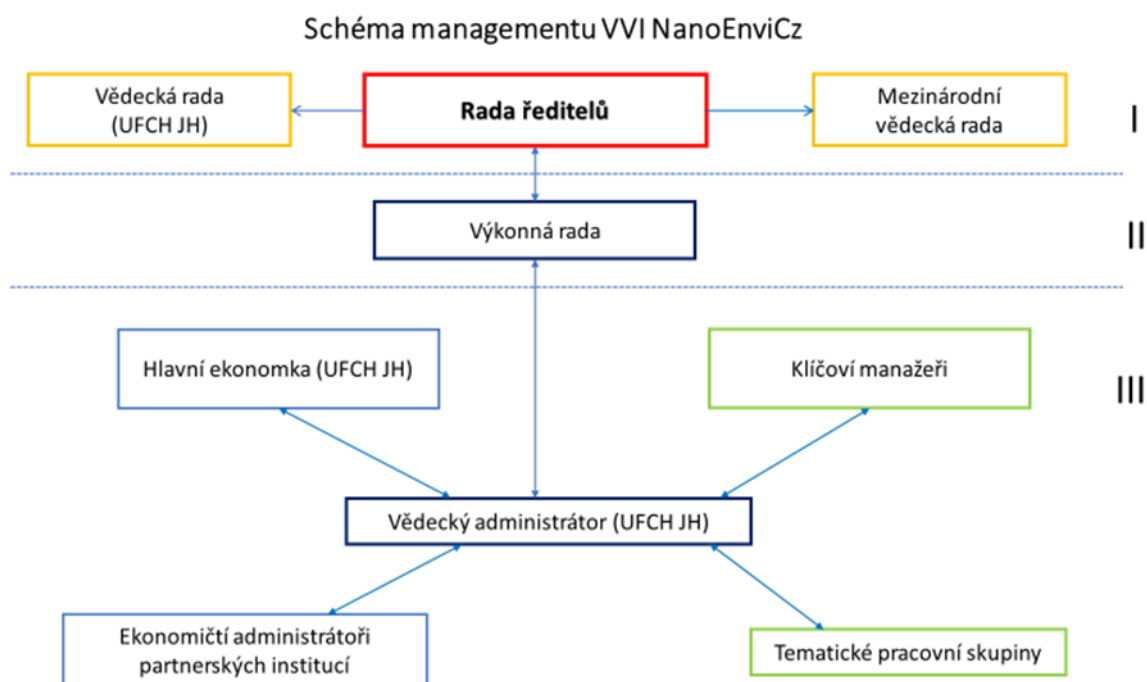 Schéma managementu VVI NanoEnviCz
Vědecká rada
(UFCH JH)
Rada ředitelů
Mezinárodní
vědecká rada
I
Výkonná rada
II
Hlavní ekonomka (UFCH JH)
Klíčoví manažeři
III
Vědecký administrátor (UFCH JH)
Ekonomičtí administrátoři
partnerských institucí
Tematické pracovní skupiny